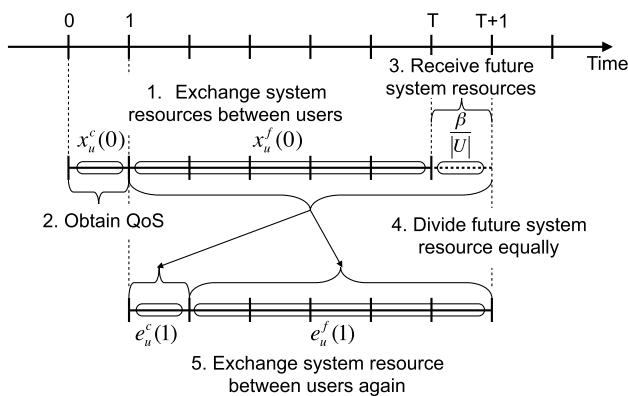 0 1 T T+1
Time
3. Receive future
system resources
1. Exchange system
resources between users
β
|U|
x_u^c(0) x_u^f(0)
2. Obtain QoS
4. Divide future system
resource equally
e_u^c(1) e_u^f(1)
5. Exchange system resource
between users again